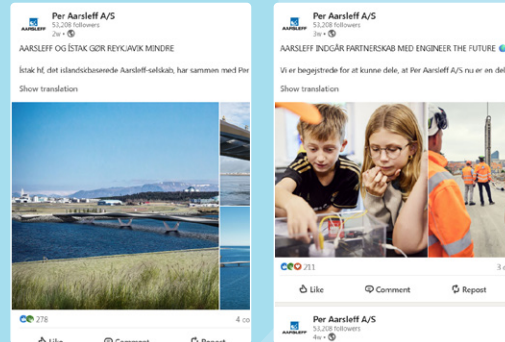 Per Aarsleff A/S
53,208 followers
2w •
AARSLEFF
AARSLEFF OG ÍSTAK GØR REYKJAVIK MINDRE
Ístak hf, det islandsbaserede Aarsleff-selskab, har sammen med Per
Show translation
278
4 co
Like
Comment
Repost
Per Aarsleff A/S
53,208 followers
3w •
AARSLEFF
AARSLEFF INDGÅR PARTNERSKAB MED ENGINEER THE FUTURE
Vi er begejstrede for at kunne dele, at Per Aarsleff A/S nu er en del
Show translation
211
3 c
Like
Comment
Repost
Per Aarsleff A/S
53,208 followers
4w •
AARSLEFF